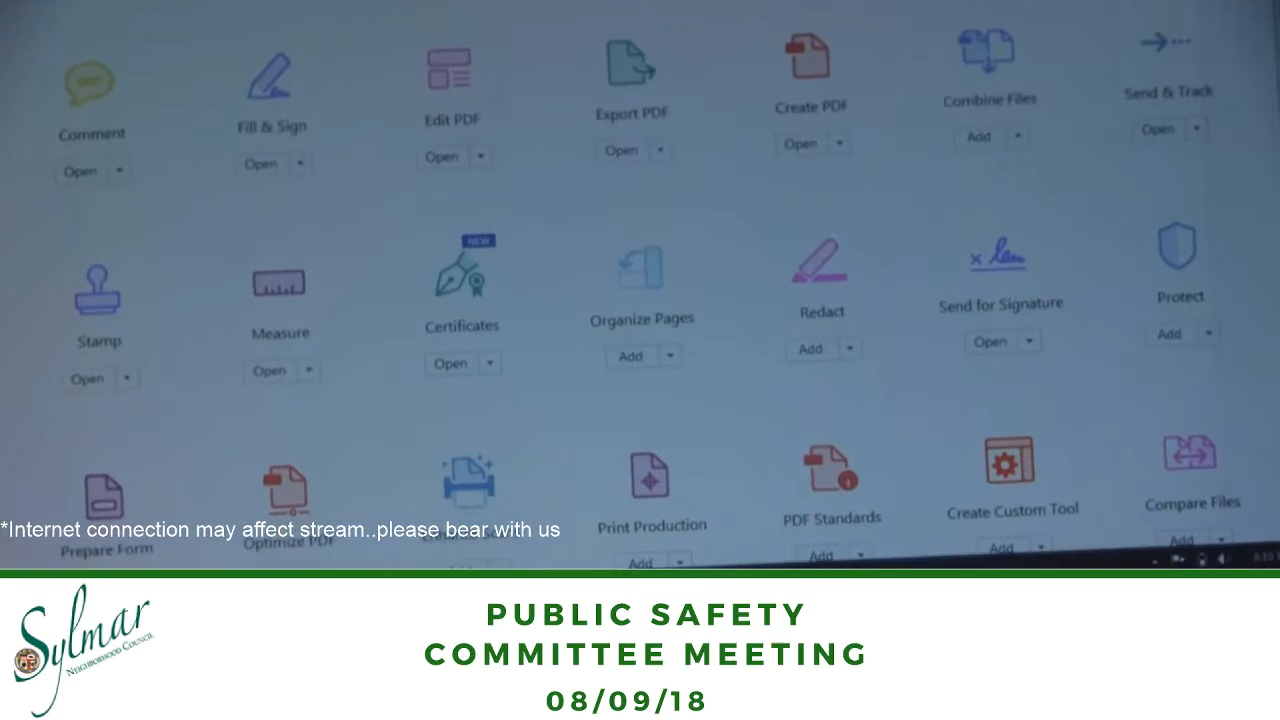 Comment
Fill & Sign
Edit PDF
Export PDF
Create PDF
Combine Files
Send & Track
Open
Open
Open
Open
Open
Add
Open
NEW
Stamp
Measure
Certificates
Organize Pages
Redact
Send for Signature
Protect
Open
Open
Open
Add
Add
Open
Add
*Internet connection may affect stream..please bear with us
Prepare Form
Optimize PDF
Print Production
PDF Standards
Create Custom Tool
Compare Files
Add
Add
Add
Add
Sylmar
NEIGHBORHOOD COUNCIL
PUBLIC SAFETY
COMMITTEE MEETING
08/09/18